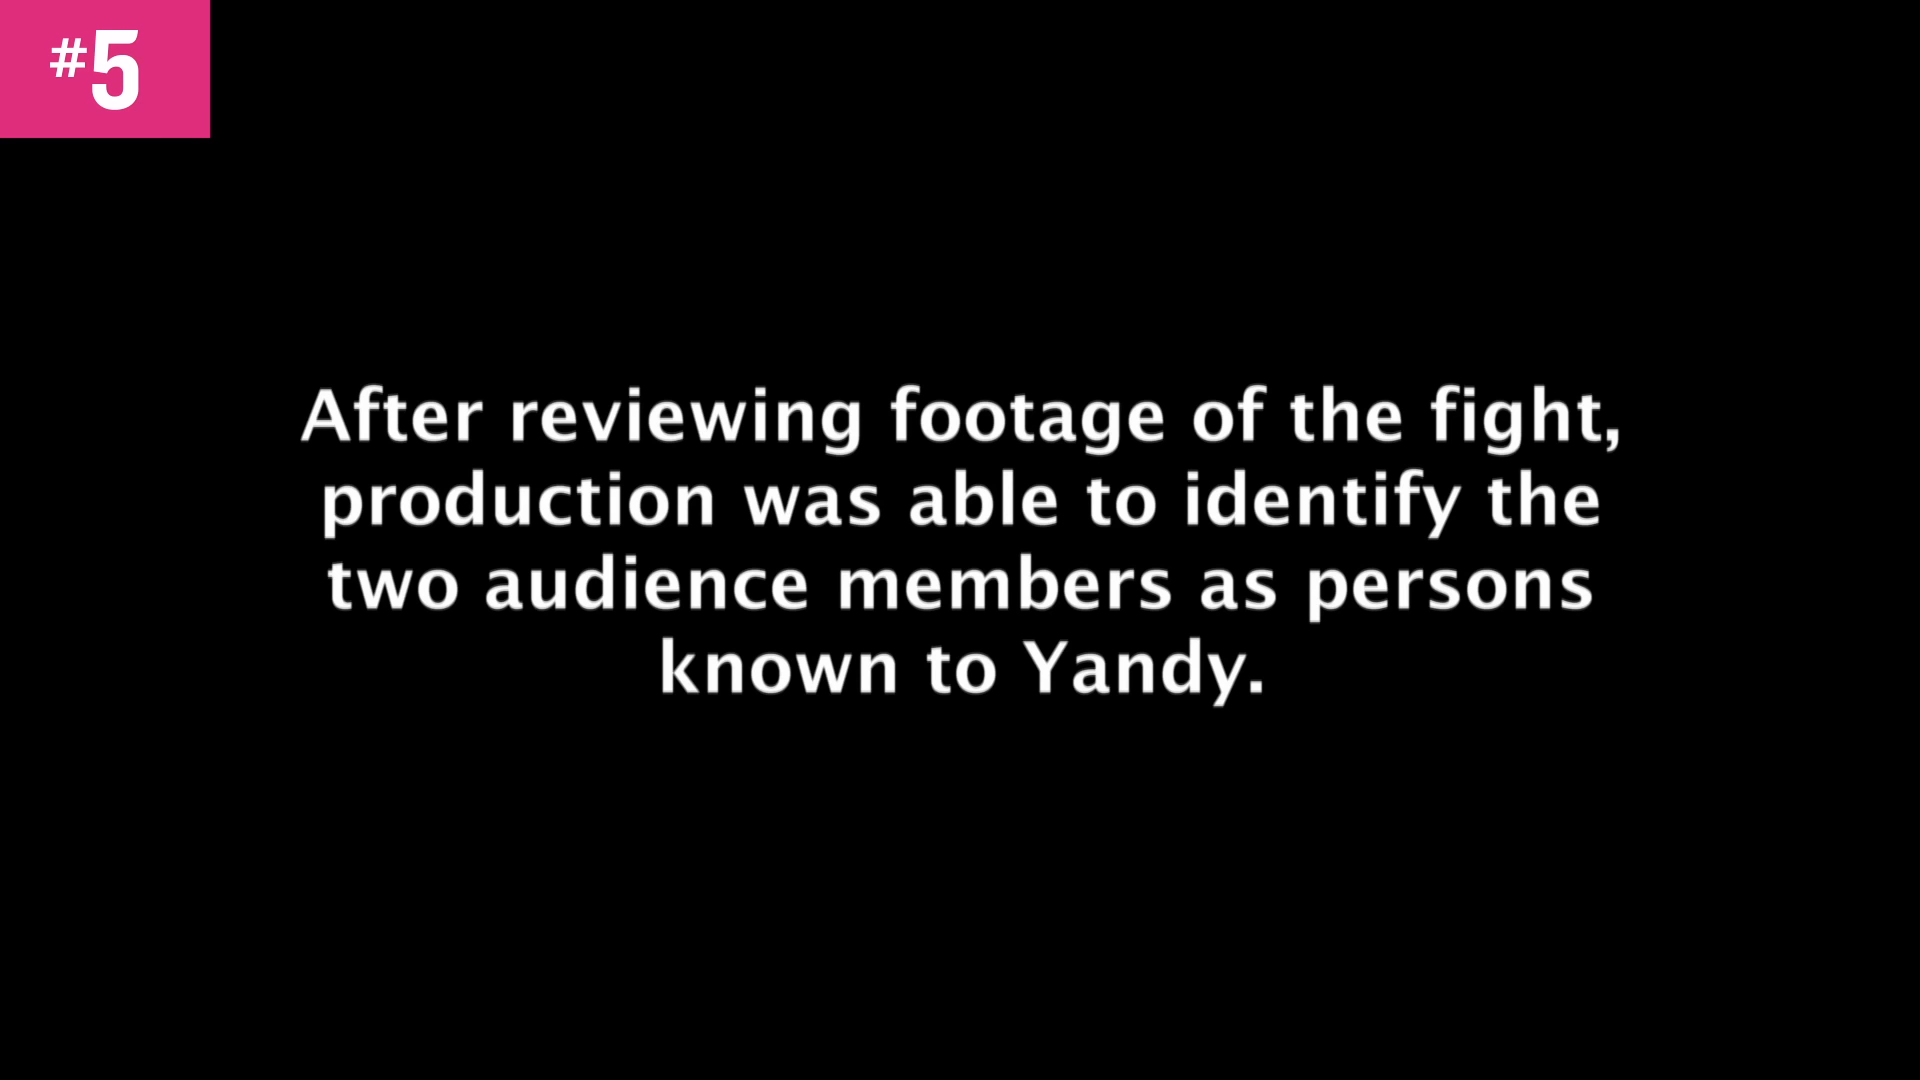 #5
After reviewing footage of the fight,
production was able to identify the
two audience members as persons
known to Yandy.